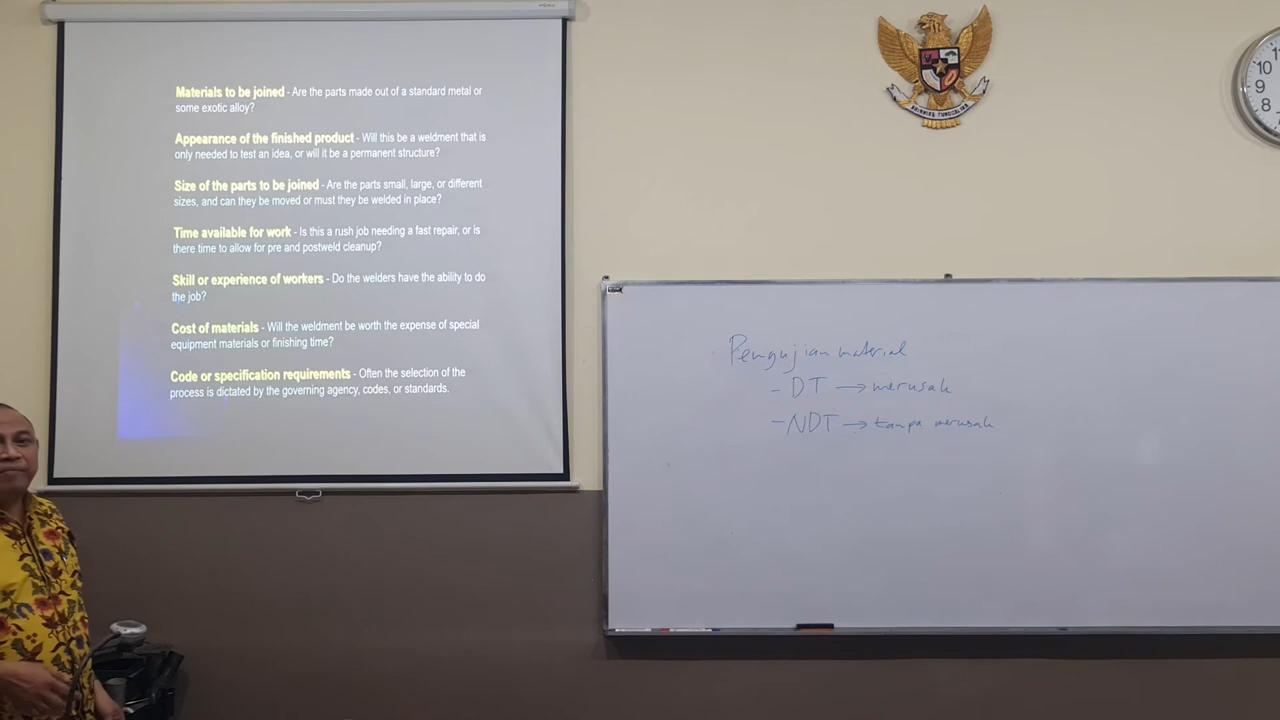 Materials to be joined - Are the parts made out of a standard metal or
some exotic alloy?
Appearance of the finished product - Will this be a weldment that is
only needed to test an idea, or will it be a permanent structure?
Size of the parts to be joined - Are the parts small, large, or different
sizes, and can they be moved or must they be welded in place?
Time available for work - Is this a rush job needing a fast repair, or is
there time to allow for pre and postweld cleanup?
Skill or experience of workers - Do the welders have the ability to do
the job?
Cost of materials - Will the weldment be worth the expense of special
equipment materials or finishing time?
Code or specification requirements - Often the selection of the
process is dictated by the governing agency, codes, or standards.
BHINNEKA TUNGGAL IKA
11
10
9
8
Pengujian material
- DT → merusak
- NDT → tanpa merusak